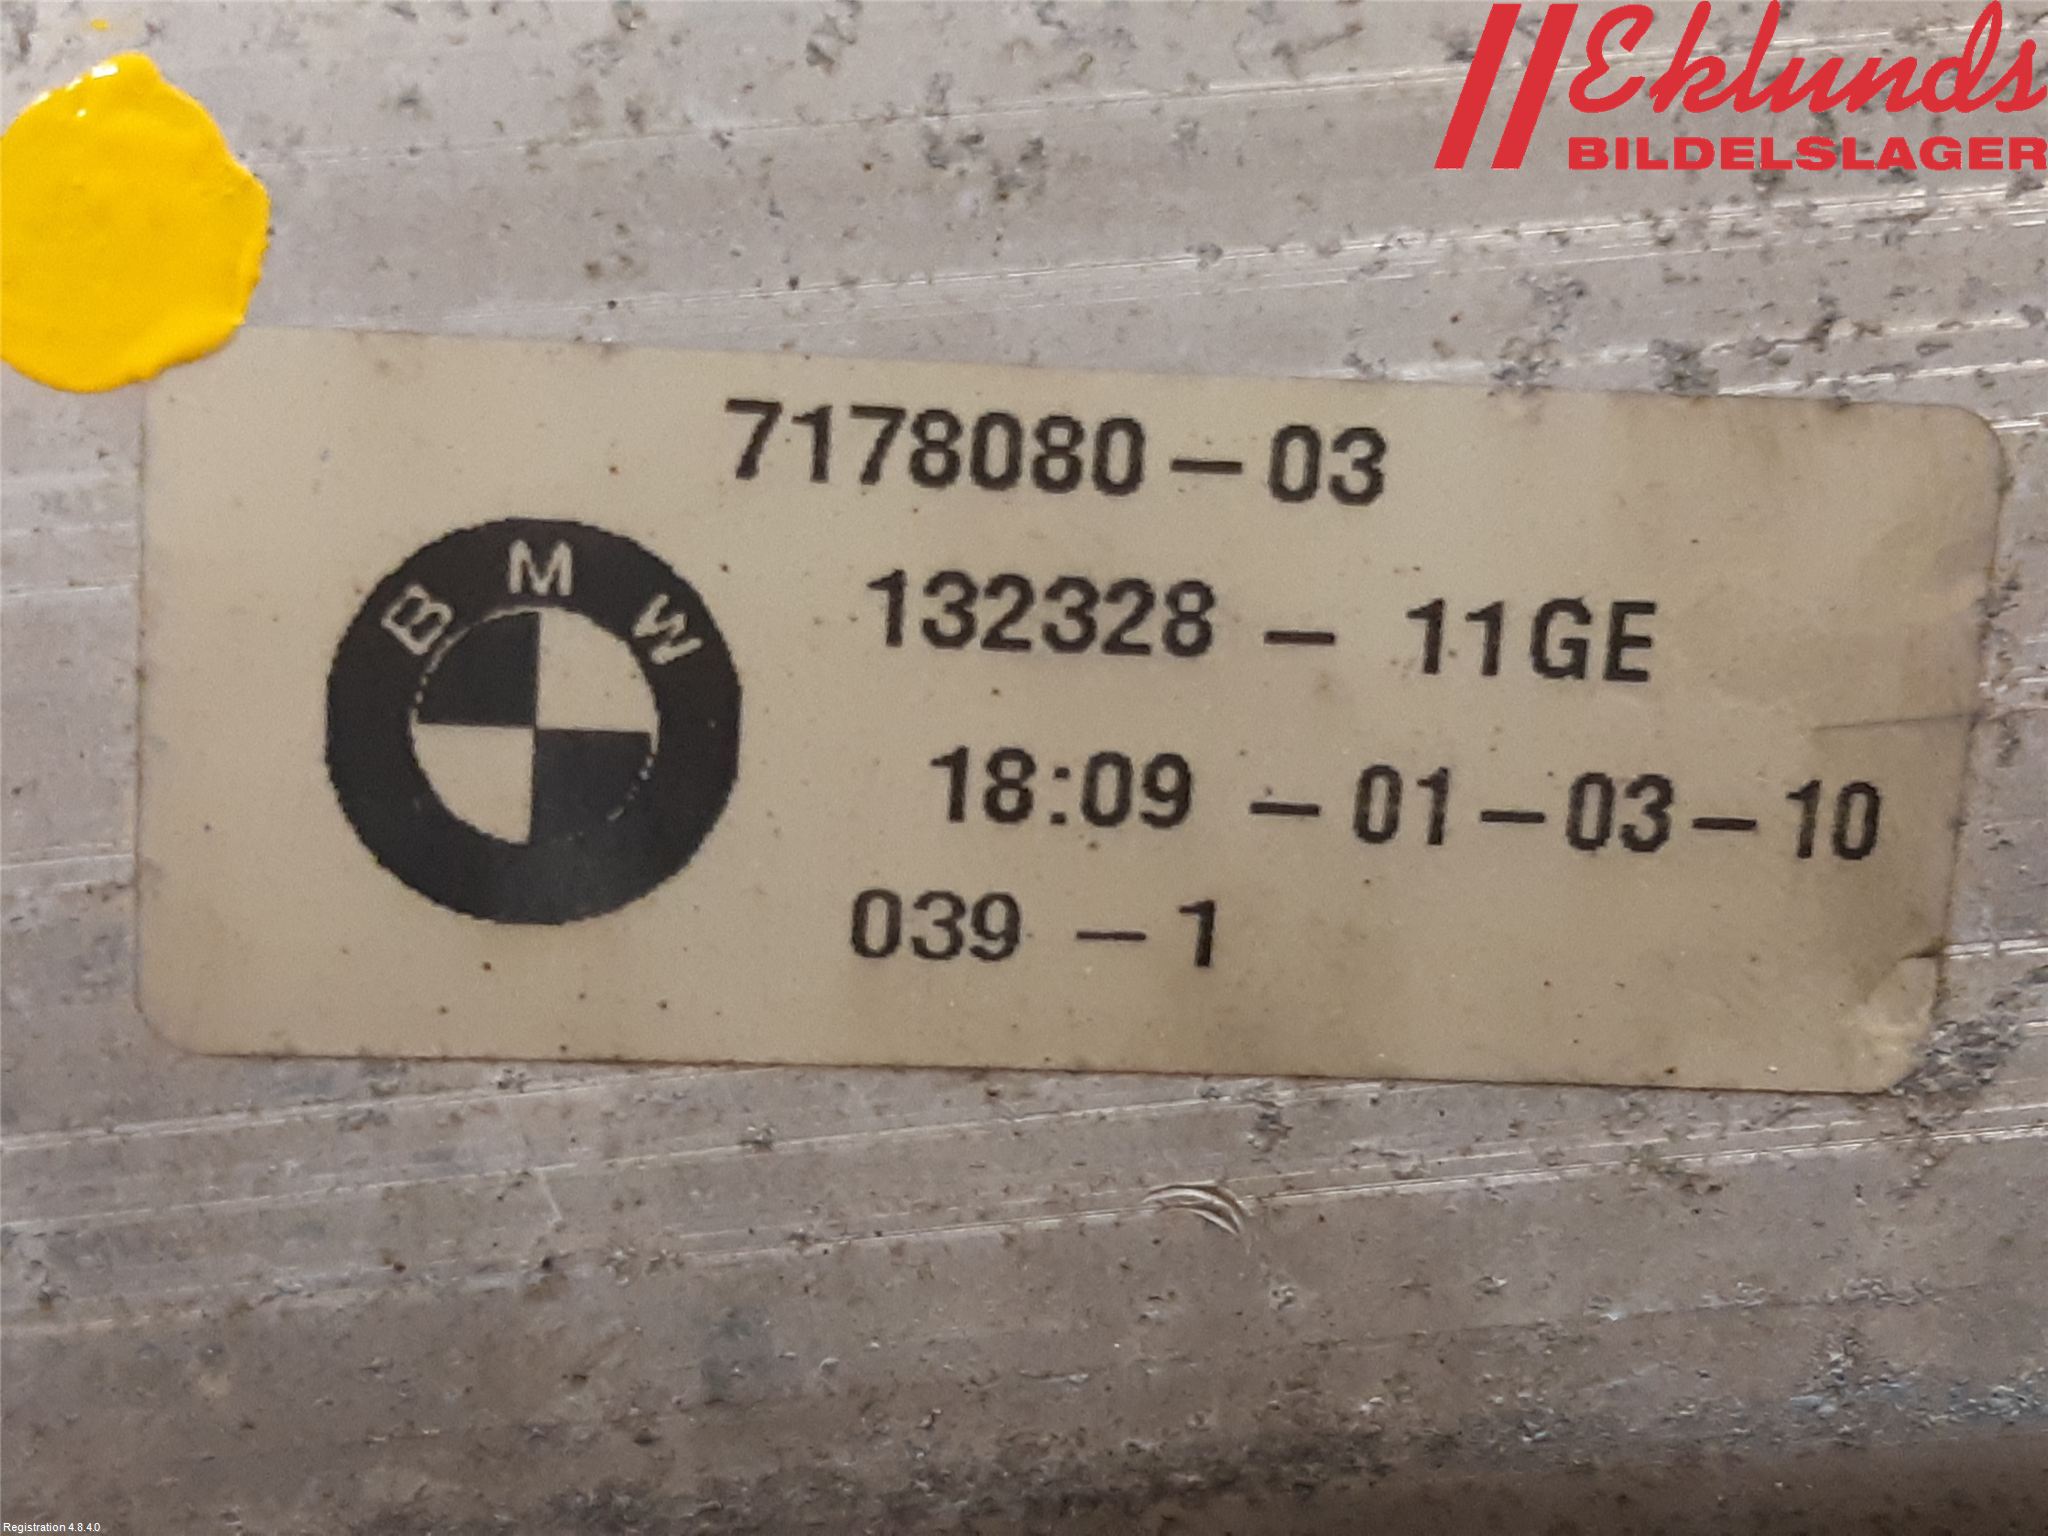 Eklunds
BILDELSLAGER
7178080-03
BMW
132328 - 11GE
18:09 -01-03-10
039 -1
Registration 4.8.4.0